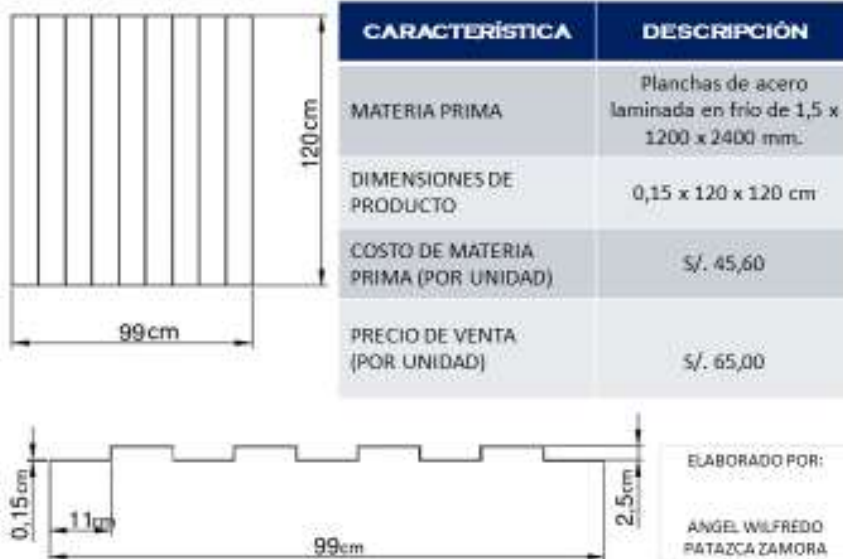 120cm
99cm
CARACTERÍSTICA
DESCRIPCIÓN
MATERIA PRIMA
Planchas de acero
laminada en frío de 1,5 x
1200 x 2400 mm.
DIMENSIONES DE
PRODUCTO
0,15 x 120 x 120 cm
COSTO DE MATERIA
PRIMA (POR UNIDAD)
S/. 45,60
PRECIO DE VENTA
(POR UNIDAD)
S/. 65,00
0,15cm
11cm
99cm
2,5cm
ELABORADO POR:
ANGEL WILFREDO
PATAZCA ZAMORA